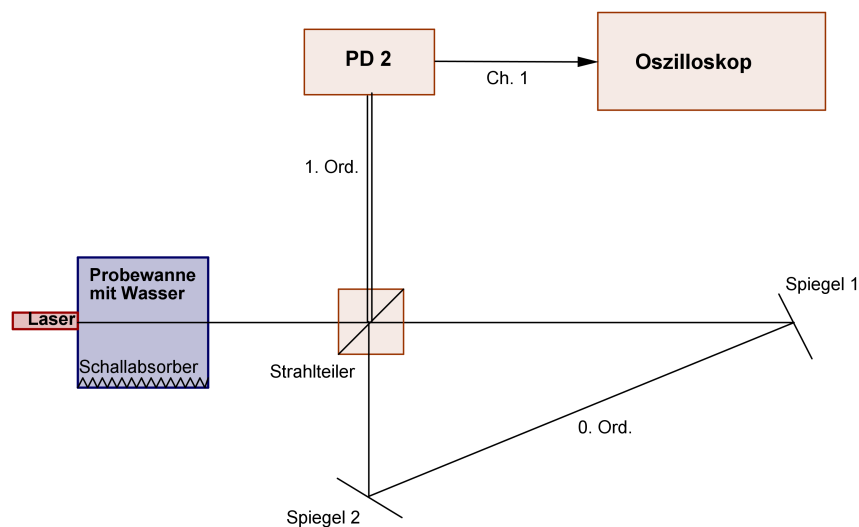 PD 2
Oszilloskop
Ch. 1
1. Ord.
Probewanne
mit Wasser
Spiegel 1
Laser
Schallabsorber
Strahlteiler
0. Ord.
Spiegel 2